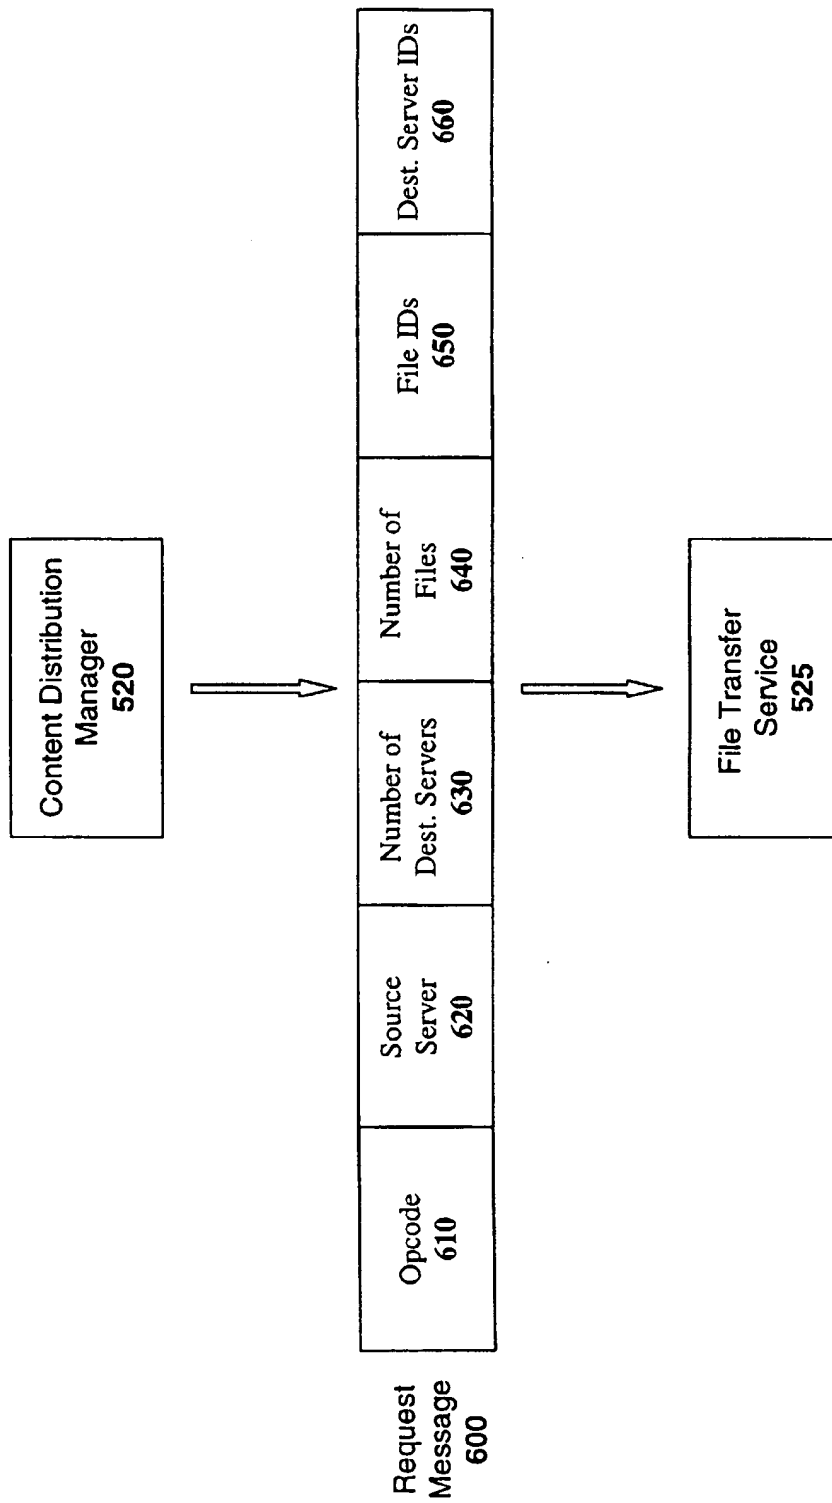 Content Distribution
Manager
520
Request
Message
600
Opcode
610
Source
Server
620
Number of
Dest. Servers
630
Number of
Files
640
File IDs
650
Dest. Server IDs
660
File Transfer
Service
525